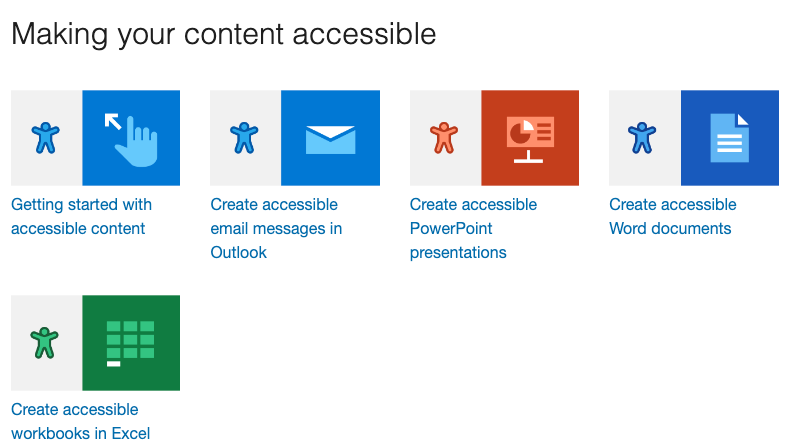 Making your content accessible
Getting started with
accessible content
Create accessible
email messages in
Outlook
Create accessible
PowerPoint
presentations
Create accessible
Word documents
Create accessible
workbooks in Excel